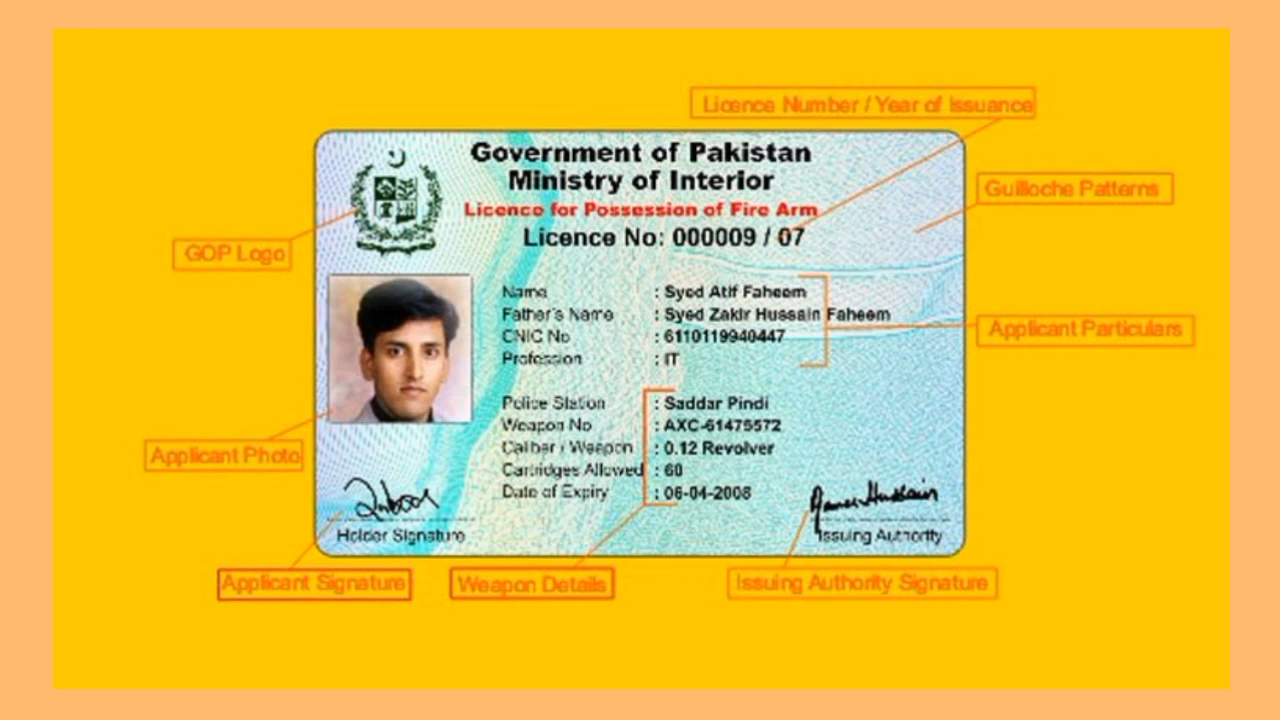 Licence Number / Year of Issuance
Government of Pakistan
Ministry of Interior
Licence for Possession of Fire Arm
Licence No: 000009 / 07
Guilloche Patterns
GOP Logo
Name : Syed Atif Faheem
Father's Name : Syed Zakir Hussain Faheem
CNIC No : 6110119940447
Profession : IT
Applicant Particulars
Police Station : Saddar Pindi
Weapon No : AXC-61475572
Caliber / Weapon : 0.12 Revolver
Cartridges Allowed : 60
Date of Expiry : 06-04-2008
Applicant Photo
Holder Signature
Issuing Authority
Applicant Signature
Weapon Details
Issuing Authority Signature